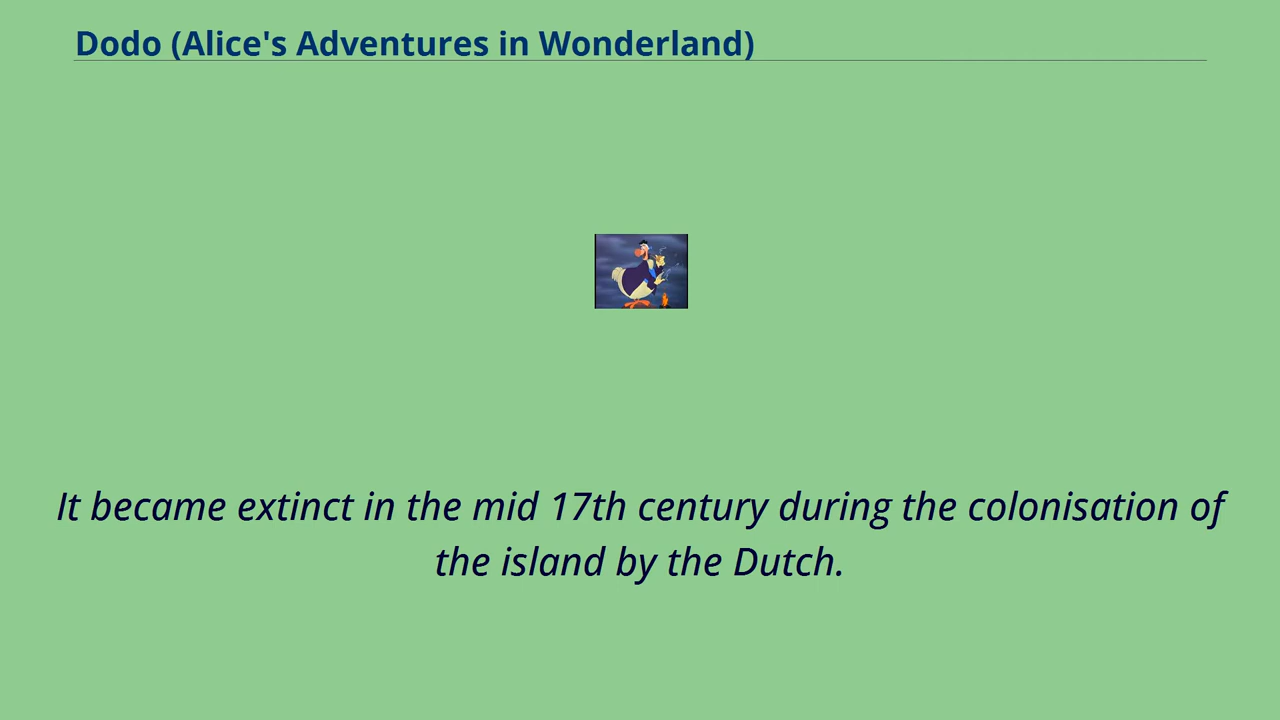 Dodo (Alice's Adventures in Wonderland)
It became extinct in the mid 17th century during the colonisation of
the island by the Dutch.